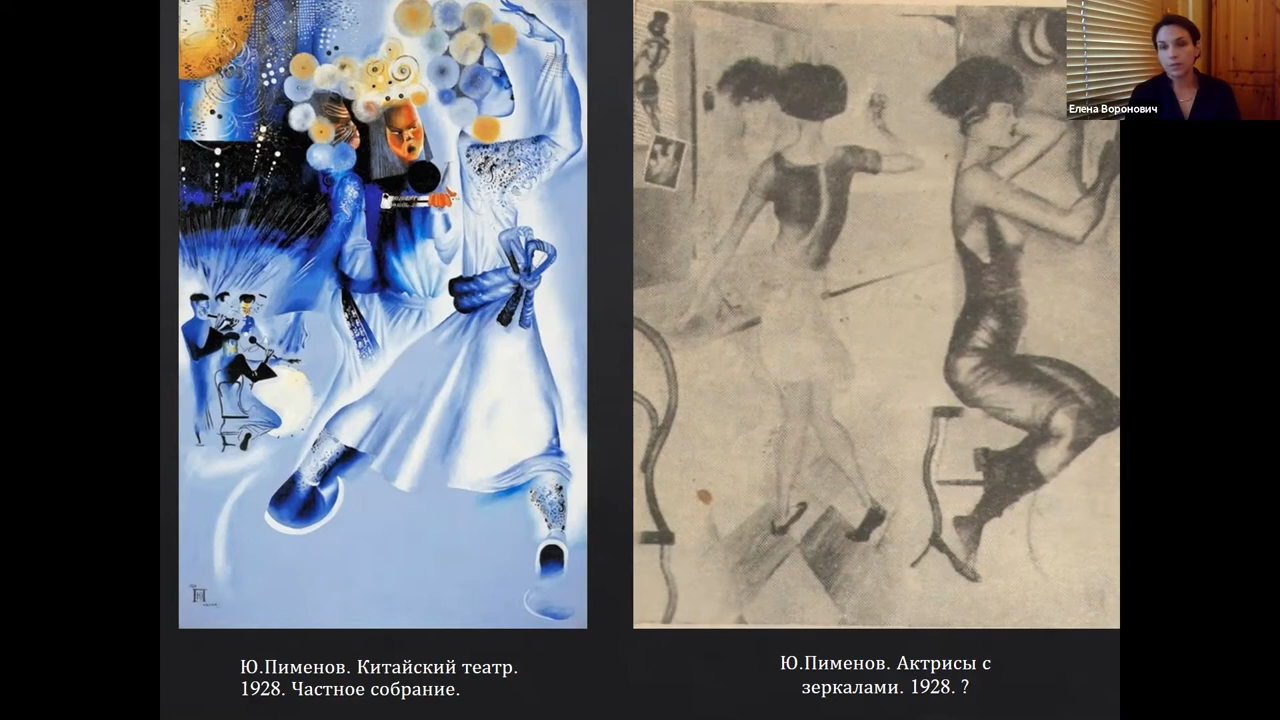 Елена Воронович
Ю.Пименов. Китайский театр.
1928. Частное собрание.
Ю.Пименов. Актрисы с
зеркалами. 1928. ?